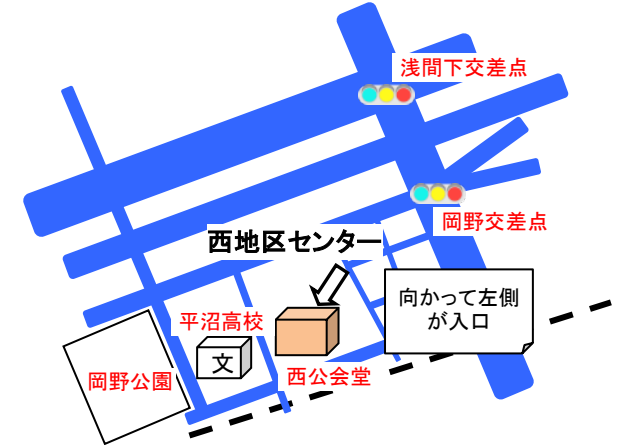 浅間下交差点
岡野交差点
西地区センター
向かって左側
が入口
平沼高校
文
岡野公園
西公会堂